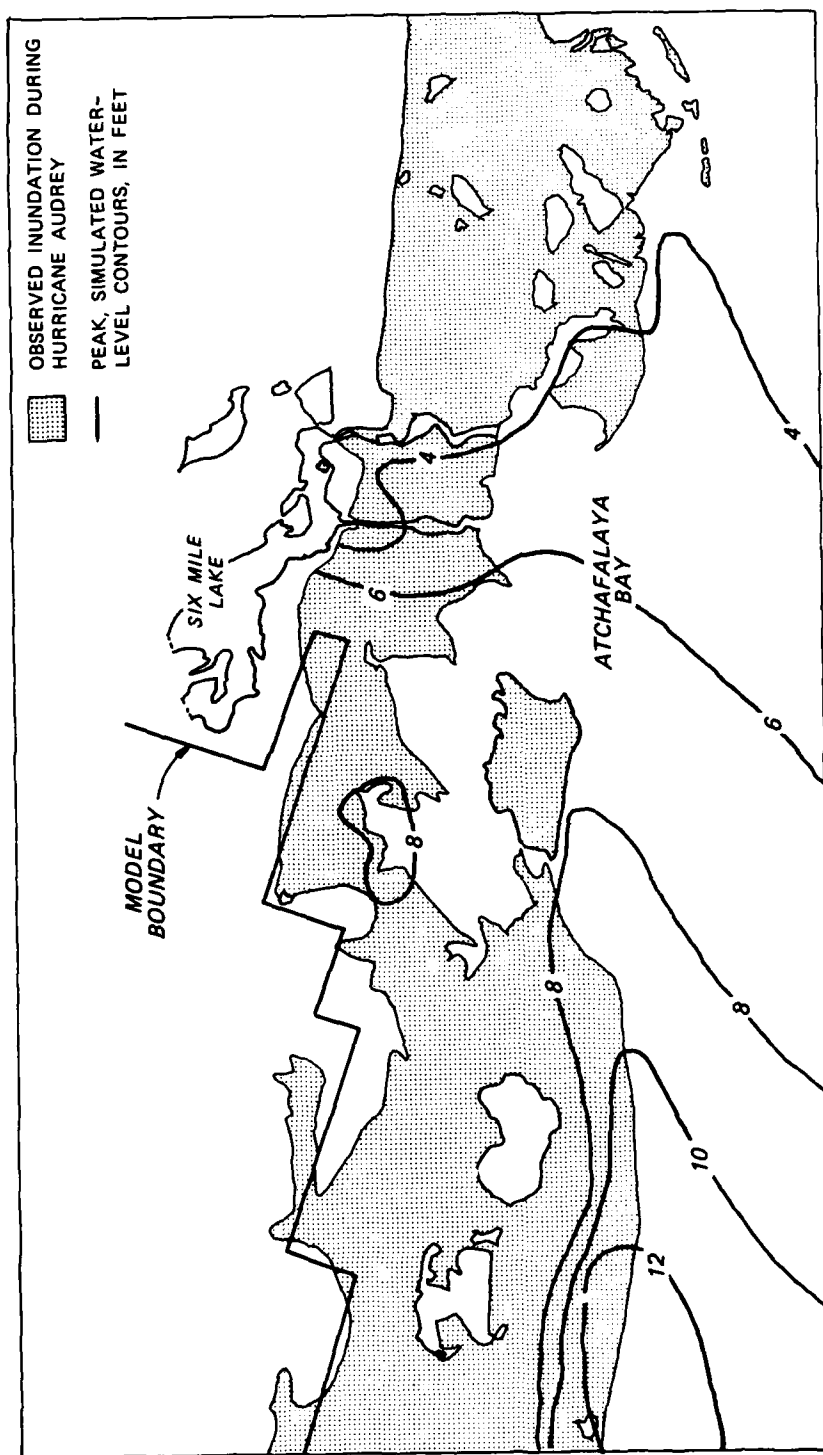 OBSERVED INUNDATION DURING
HURRICANE AUDREY
PEAK, SIMULATED WATER-
LEVEL CONTOURS, IN FEET
MODEL
BOUNDARY
SIX MILE
LAKE
ATCHAFALAYA
BAY
8
6
4
8
12
10
8
6
4